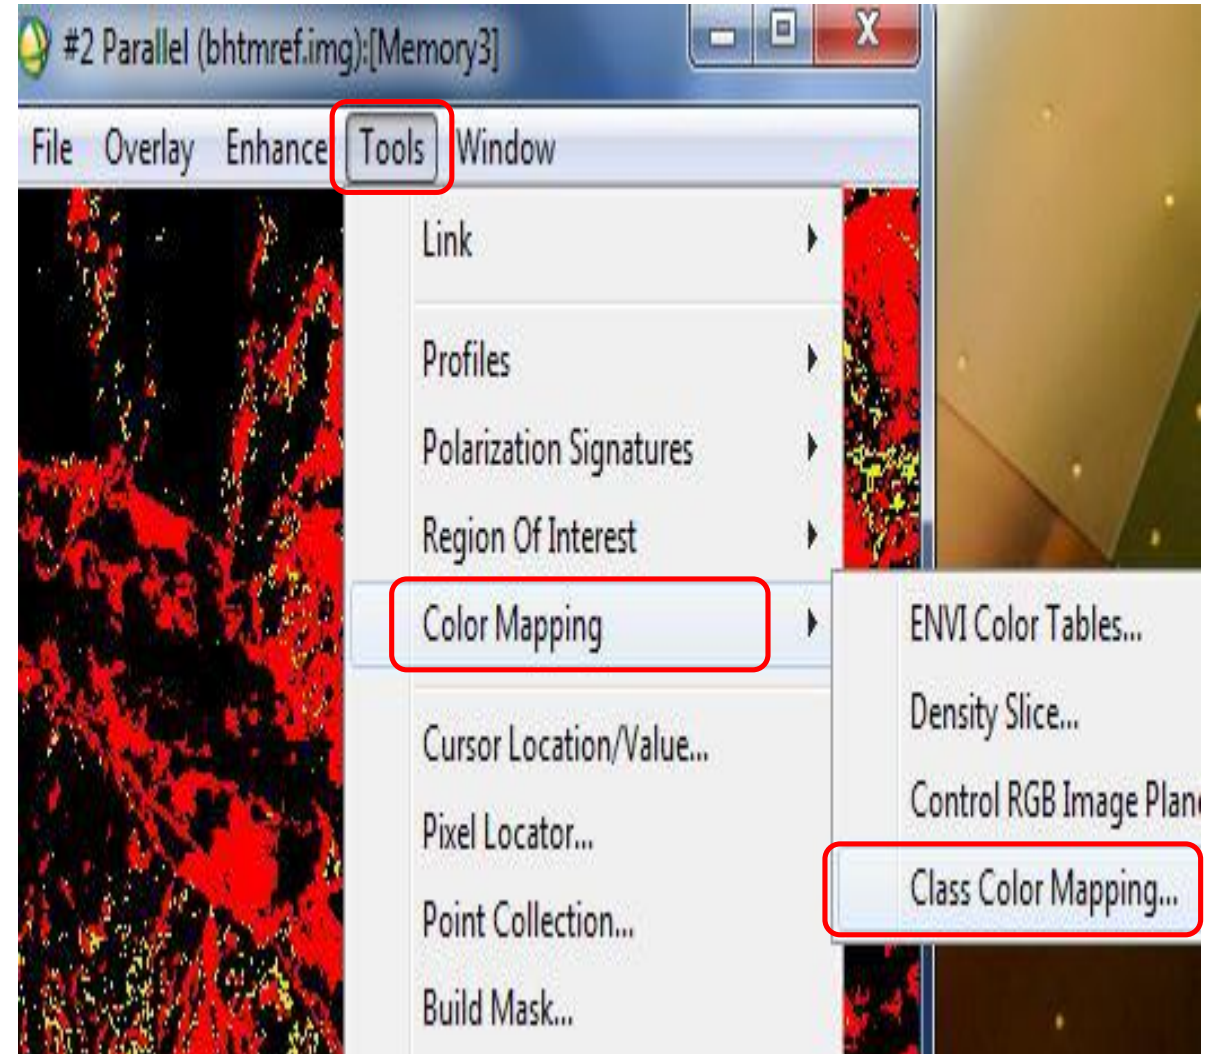 #2 Parallel (bhtmref.img):[Memory3]
File Overlay Enhance Tools Window
Link
Profiles
Polarization Signatures
Region Of Interest
Color Mapping
ENVI Color Tables...
Density Slice...
Control RGB Image Plan
Class Color Mapping...
Cursor Location/Value...
Pixel Locator...
Point Collection...
Build Mask...